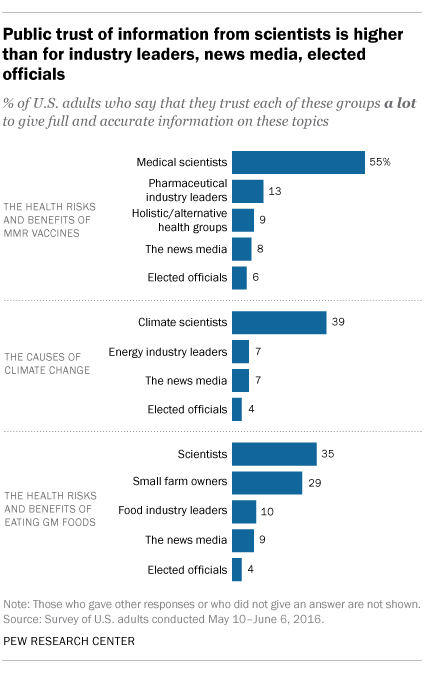 Public trust of information from scientists is higher
than for industry leaders, news media, elected
officials
% of U.S. adults who say that they trust each of these groups a lot
to give full and accurate information on these topics
THE HEALTH RISKS
AND BENEFITS OF
MMR VACCINES
Medical scientists 55%
Pharmaceutical
industry leaders 13
Holistic/alternative
health groups 9
The news media 8
Elected officials 6
THE CAUSES OF
CLIMATE CHANGE
Climate scientists 39
Energy industry leaders 7
The news media 7
Elected officials 4
THE HEALTH RISKS
AND BENEFITS OF
EATING GM FOODS
Scientists 35
Small farm owners 29
Food industry leaders 10
The news media 9
Elected officials 4
Note: Those who gave other responses or who did not give an answer are not shown.
Source: Survey of U.S. adults conducted May 10–June 6, 2016.
PEW RESEARCH CENTER